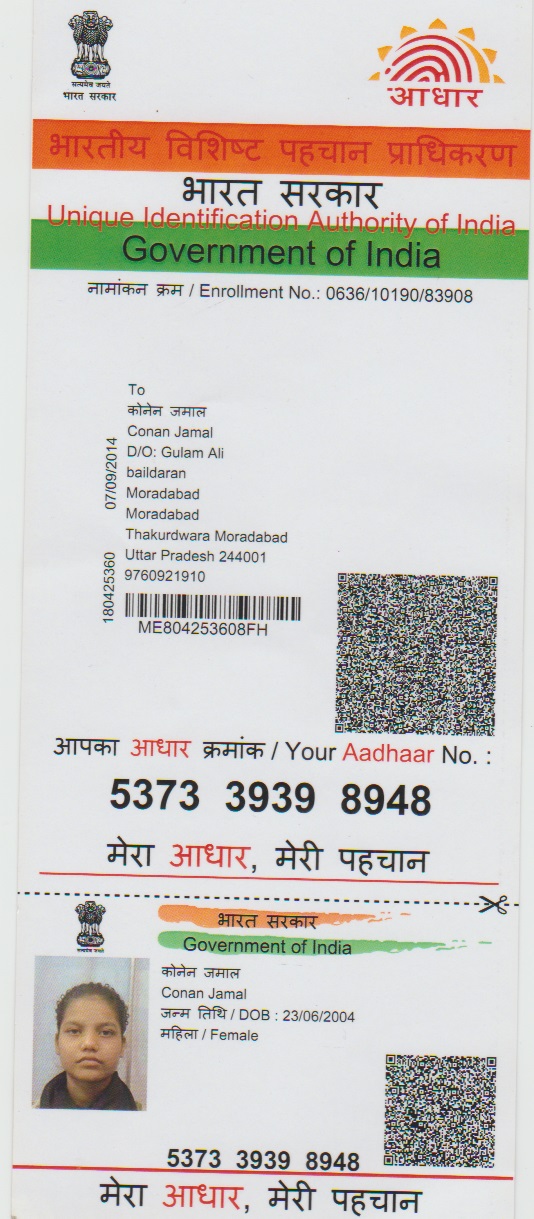 सत्यमेव जयते
भारत सरकार
आधार
भारतीय विशिष्ट पहचान प्राधिकरण
भारत सरकार
Unique Identification Authority of India
Government of India
नामांकन क्रम / Enrollment No.: 0636/10190/83908
To
कोनेन जमाल
Conan Jamal
D/O: Gulam Ali
baildaran
Moradabad
Moradabad
Thakurdwara Moradabad
Uttar Pradesh 244001
9760921910
180425360 07/09/2014
ME804253608FH
आपका आधार क्रमांक / Your Aadhaar No. :
5373 3939 8948
मेरा आधार, मेरी पहचान
सत्यमेव जयते
भारत सरकार
Government of India
कोनेन जमाल
Conan Jamal
जन्म तिथि / DOB : 23/06/2004
महिला / Female
5373 3939 8948
मेरा आधार, मेरी पहचान